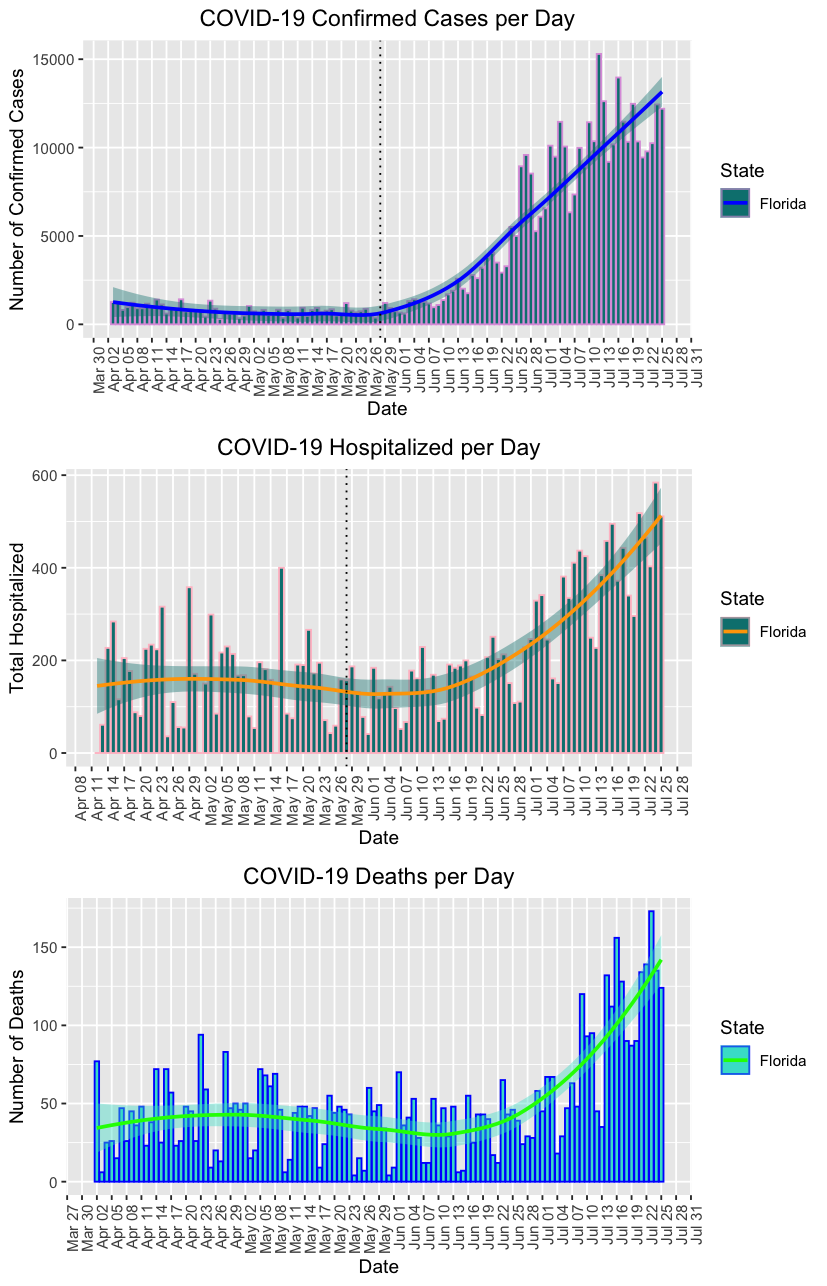 COVID-19 Confirmed Cases per Day
Number of Confirmed Cases
15000
10000
5000
0
Mar 30
Apr 02
Apr 05
Apr 08
Apr 11
Apr 14
Apr 17
Apr 20
Apr 23
Apr 26
Apr 29
May 02
May 05
May 08
May 11
May 14
May 17
May 20
May 23
May 26
May 29
Jun 01
Jun 04
Jun 07
Jun 10
Jun 13
Jun 16
Jun 19
Jun 22
Jun 25
Jun 28
Jul 01
Jul 04
Jul 07
Jul 10
Jul 13
Jul 16
Jul 19
Jul 22
Jul 25
Jul 28
Jul 31
Date
State
Florida
COVID-19 Hospitalized per Day
Total Hospitalized
600
400
200
0
Apr 08
Apr 11
Apr 14
Apr 17
Apr 20
Apr 23
Apr 26
Apr 29
May 02
May 05
May 08
May 11
May 14
May 17
May 20
May 23
May 26
May 29
Jun 01
Jun 04
Jun 07
Jun 10
Jun 13
Jun 16
Jun 19
Jun 22
Jun 25
Jun 28
Jul 01
Jul 04
Jul 07
Jul 10
Jul 13
Jul 16
Jul 19
Jul 22
Jul 25
Jul 28
Date
State
Florida
COVID-19 Deaths per Day
Number of Deaths
150
100
50
0
Mar 27
Mar 30
Apr 02
Apr 05
Apr 08
Apr 11
Apr 14
Apr 17
Apr 20
Apr 23
Apr 26
Apr 29
May 02
May 05
May 08
May 11
May 14
May 17
May 20
May 23
May 26
May 29
Jun 01
Jun 04
Jun 07
Jun 10
Jun 13
Jun 16
Jun 19
Jun 22
Jun 25
Jun 28
Jul 01
Jul 04
Jul 07
Jul 10
Jul 13
Jul 16
Jul 19
Jul 22
Jul 25
Jul 28
Jul 31
Date
State
Florida